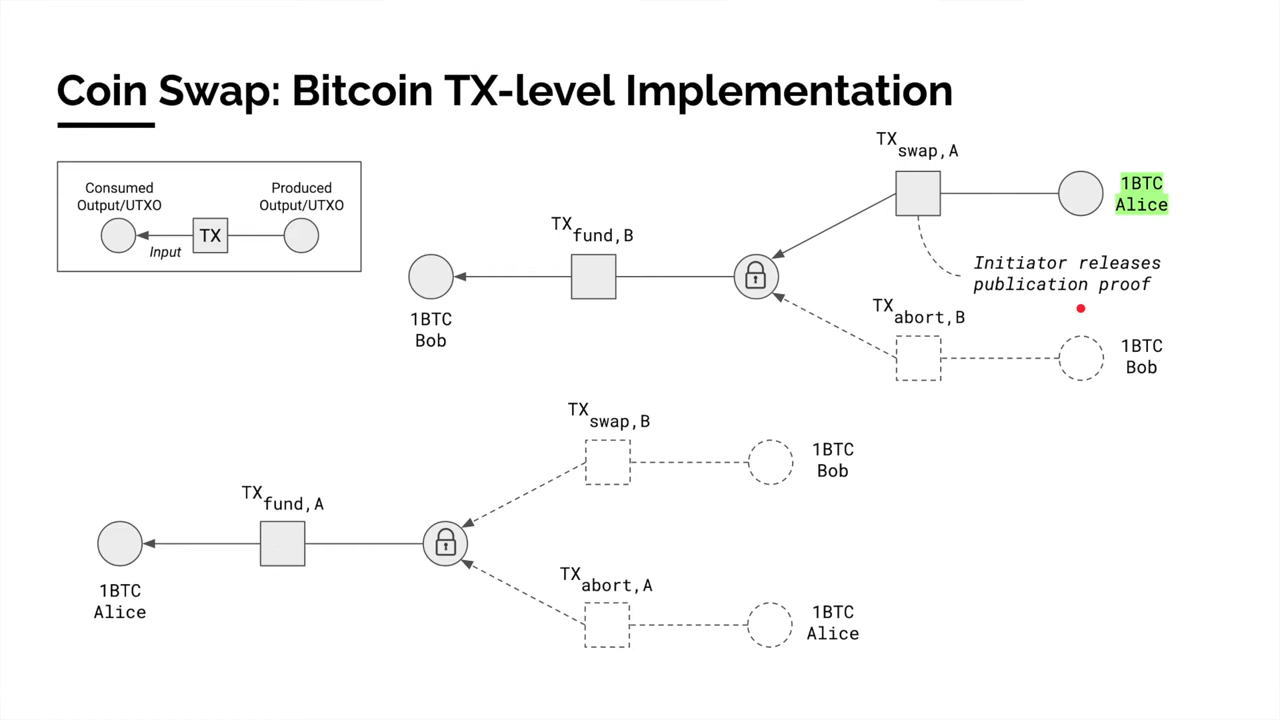 Coin Swap: Bitcoin TX-level Implementation
Consumed
Output/UTXO
Produced
Output/UTXO
TX
Input
TXswap,A
1BTC
Alice
TXfund,B
Initiator releases
publication proof
1BTC
Bob
TXabort,B
1BTC
Bob
TXswap,B
1BTC
Bob
TXfund,A
1BTC
Alice
TXabort,A
1BTC
Alice